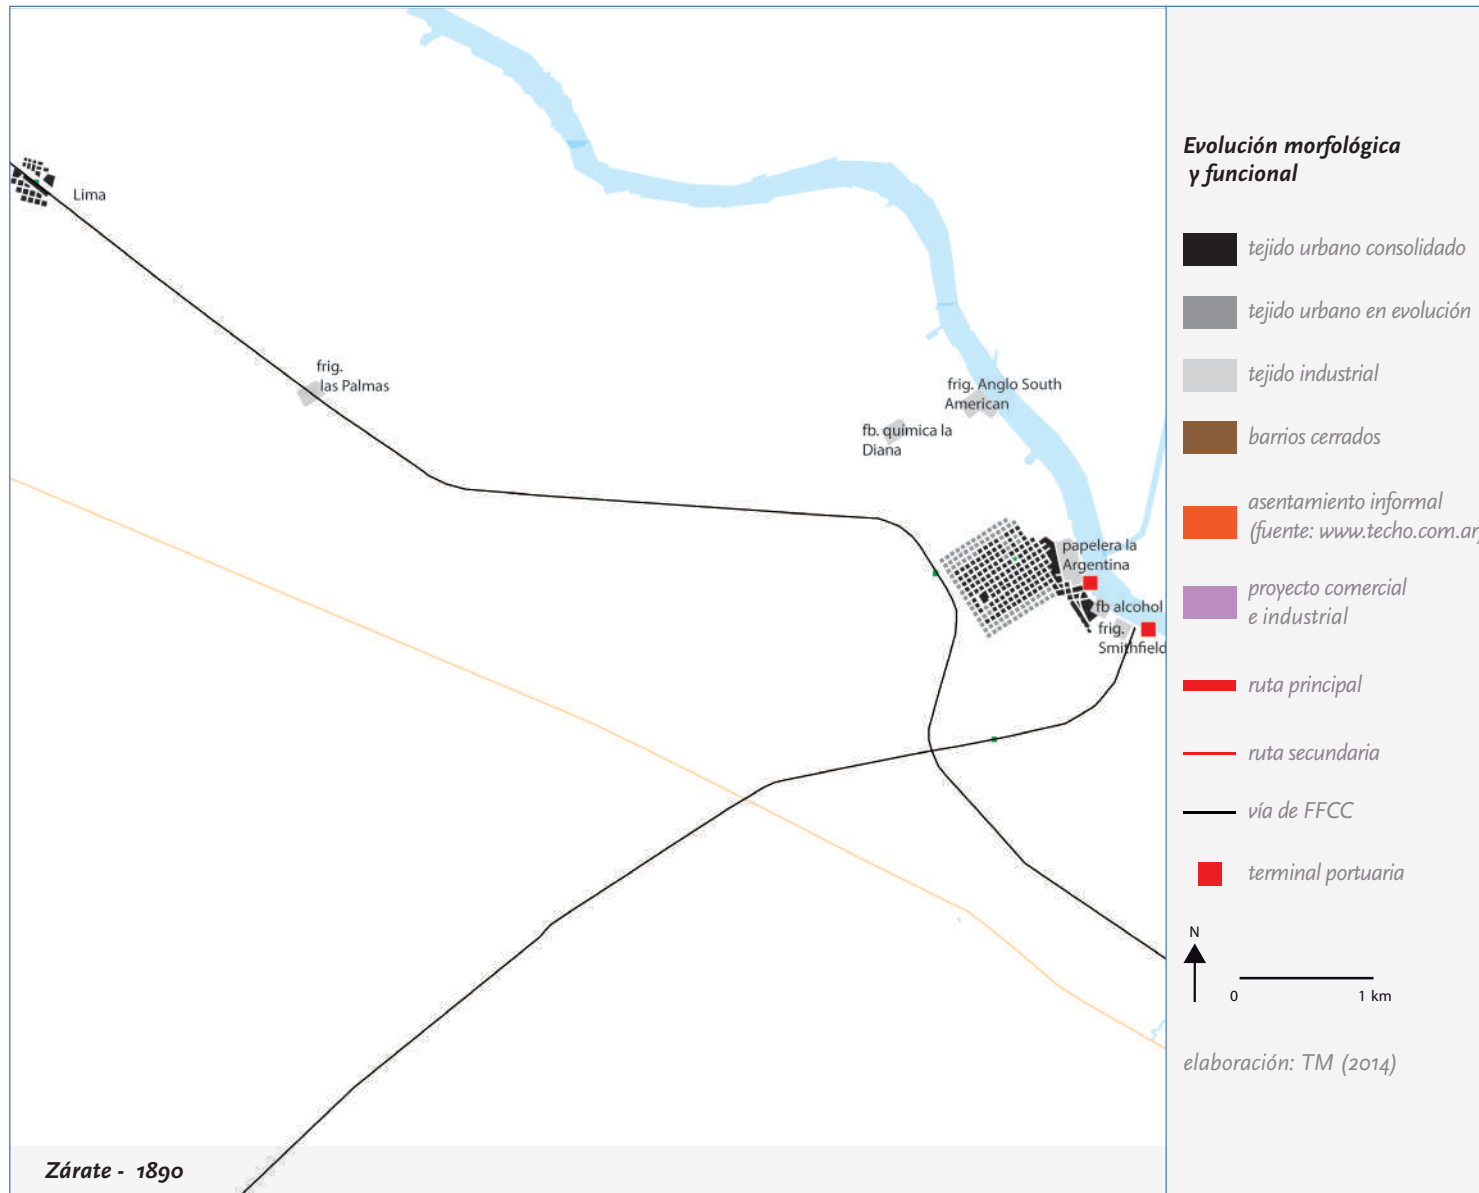 Lima
frig.
las Palmas
frig. Anglo South
American
fb. química la
Diana
papelera la
Argentina
fb alcohol
frig.
Smithfield
Zárate - 1890
Evolución morfológica
y funcional
tejido urbano consolidado
tejido urbano en evolución
tejido industrial
barrios cerrados
asentamiento informal
(fuente: www.techo.com.ar
proyecto comercial
e industrial
ruta principal
ruta secundaria
vía de FFCC
terminal portuaria
N
0 1 km
elaboración: TM (2014)